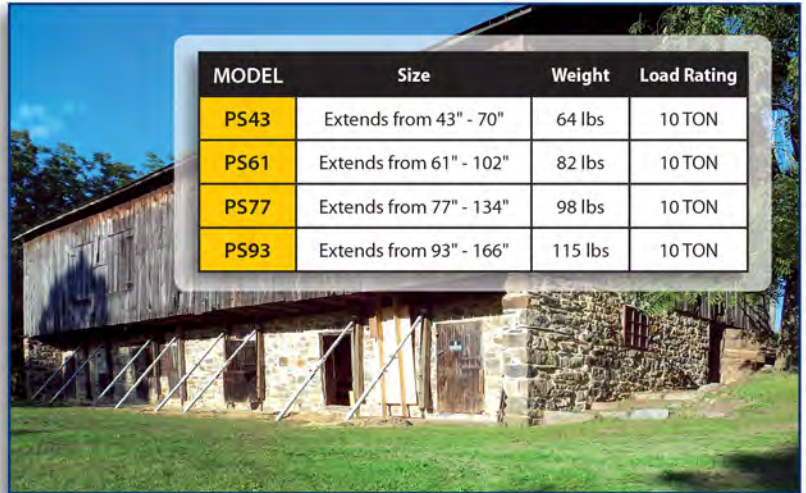 MODEL Size Weight Load Rating
PS43 Extends from 43" - 70" 64 lbs 10 TON
PS61 Extends from 61" - 102" 82 lbs 10 TON
PS77 Extends from 77" - 134" 98 lbs 10 TON
PS93 Extends from 93" - 166" 115 lbs 10 TON